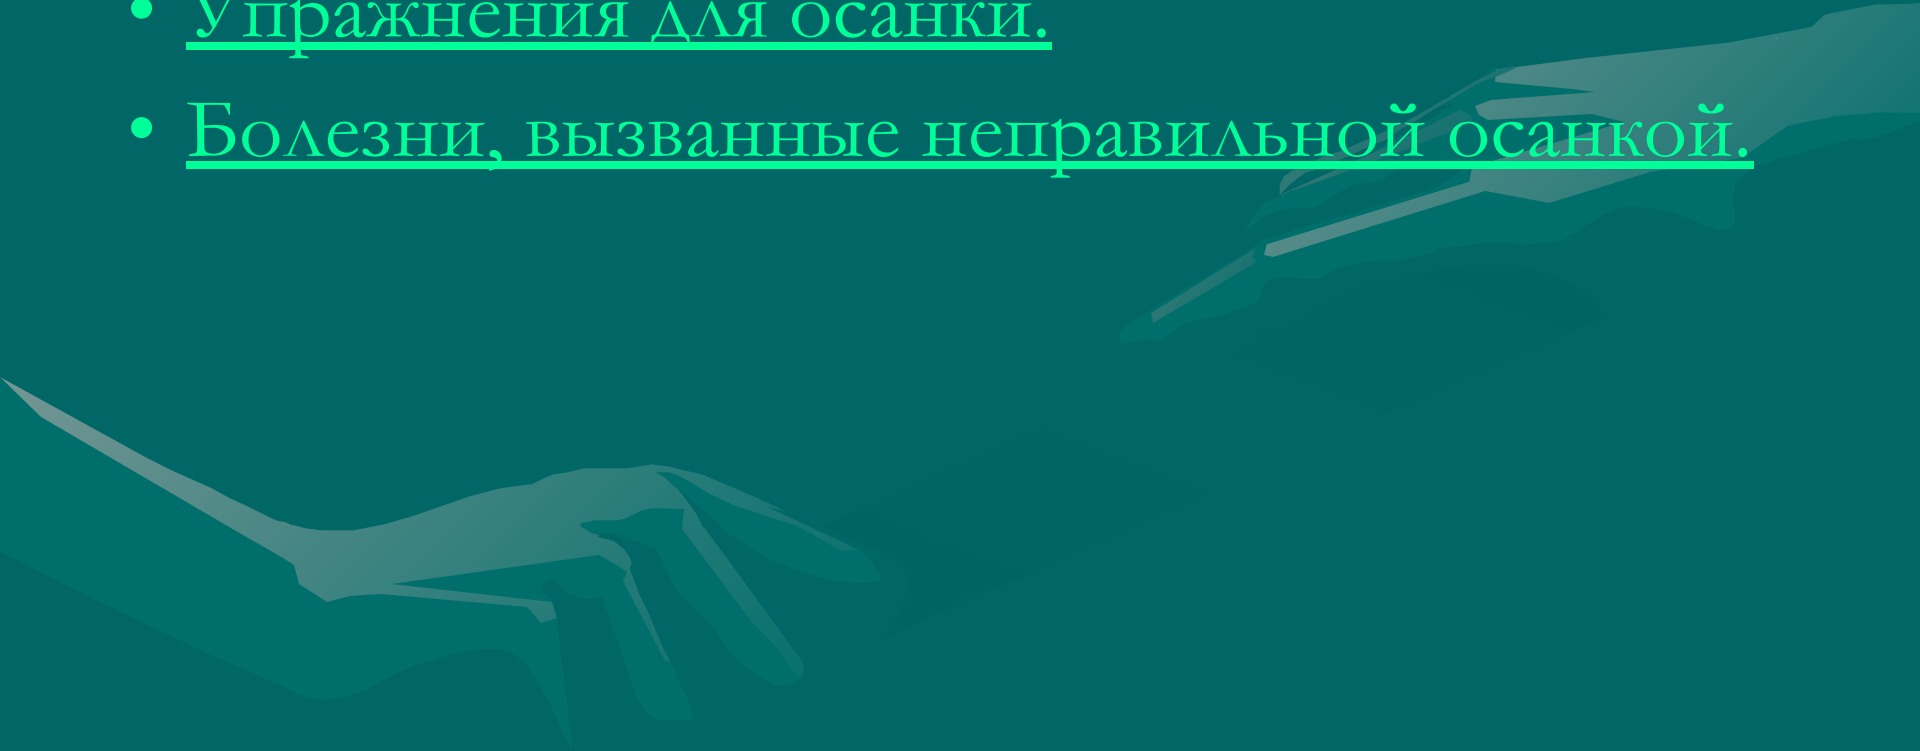 • Упражнения для осанки.
• Болезни, вызванные неправильной осанкой.